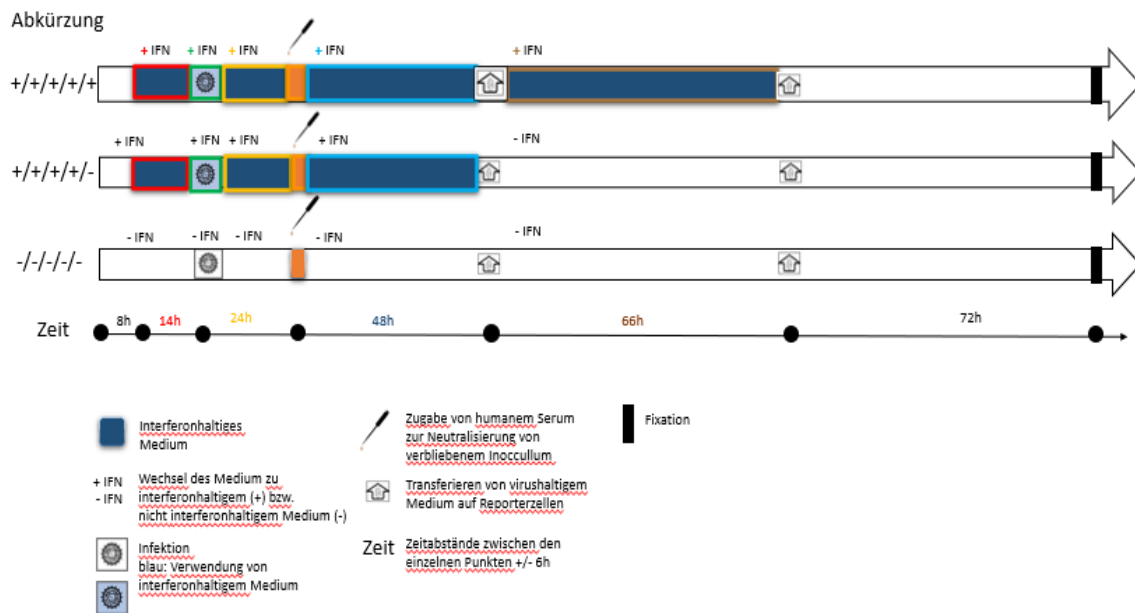 Abkürzung
+ IFN + IFN + IFN + IFN + IFN
+/+/+/+/+
+ IFN + IFN + IFN + IFN - IFN
+/+/+/+/-
- IFN - IFN - IFN - IFN - IFN
-/-/-/-/-
Zeit 8h 14h 24h 48h 66h 72h
Interferonhaltiges
Medium
+ IFN
- IFN
Wechsel des Medium zu
interferonhaltigem (+) bzw.
nicht interferonhaltigem Medium (-)
Infektion
blau: Verwendung von
interferonhaltigem Medium
Zugabe von humanem Serum
zur Neutralisierung von
verbliebenem Inoccullum
Transferieren von virushaltigem
Medium auf Reporterzellen
Zeit
Zeitabstände zwischen den
einzelnen Punkten +/- 6h
Fixation